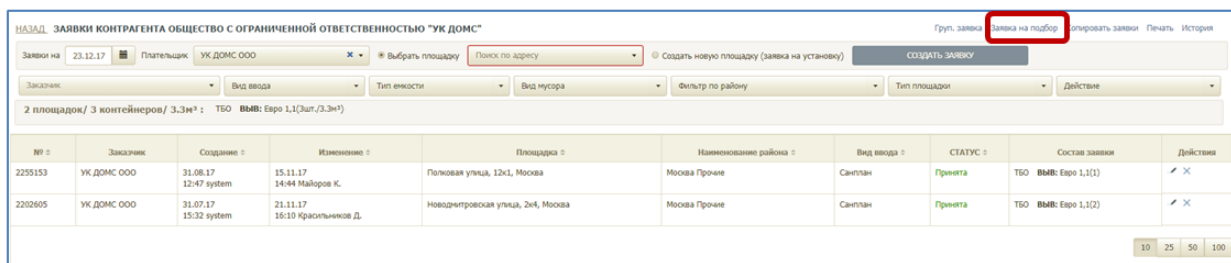 НАЗАД ЗАЯВКИ КОНТРАГЕНТА ОБЩЕСТВО С ОГРАНИЧЕННОЙ ОТВЕТСТВЕННОСТЬЮ "УК ДОМС" Груп. заявка Заявка на подбор Копировать заявки Печать История
Заявки на 23.12.17 Плательщик УК ДОМС ООО Выбрать площадку Поиск по адресу Создать новую площадку (заявка на установку) СОЗДАТЬ ЗАЯВКУ
Заказчик Вид ввода Тип емкости Вид мусора Фильтр по району Тип площадки Действие
2 площадок/ 3 контейнеров/ 3.3м³ : ТБО ВЫВ: Евро 1,1(3шт./3.3м³)
№ Заказчик Создание Изменение Площадка Наименование района Вид ввода СТАТУС Состав заявки Действия
2255153 УК ДОМС ООО 31.08.17 15.11.17 Полковая улица, 12к1, Москва Москва Прочие Санплан Принята ТБО ВЫВ: Евро 1,1(1)
12:47 system 14:44 Майоров К.
2202605 УК ДОМС ООО 31.07.17 21.11.17 Новодмитровская улица, 2к4, Москва Москва Прочие Санплан Принята ТБО ВЫВ: Евро 1,1(2)
15:32 system 16:10 Красильников Д.
10 25 50 100